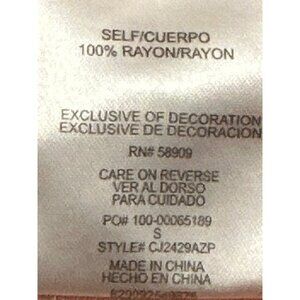 SELF/CUERPO
100% RAYON/RAYON
EXCLUSIVE OF DECORATION
EXCLUSIVE DE DECORACION
RN# 58909
CARE ON REVERSE
VER AL DORSO
PARA CUIDADO
PO# 100-00065189
S
STYLE# CJ2429AZP
MADE IN CHINA
HECHO EN CHINA